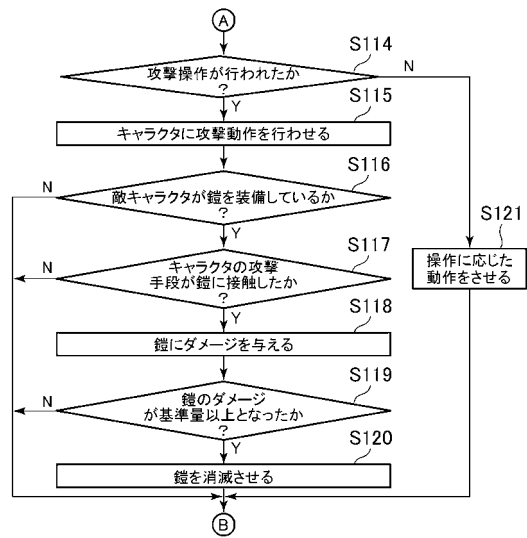 A
S114
攻撃操作が行われたか
?
N
Y
S115
キャラクタに攻撃動作を行わせる
S116
N
敵キャラクタが鎧を装備しているか
?
Y
S121
操作に応じた
動作をさせる
S117
N
キャラクタの攻撃
手段が鎧に接触したか
?
Y
S118
鎧にダメージを与える
S119
N
鎧のダメージ
が基準量以上となったか
?
Y
S120
鎧を消滅させる
B